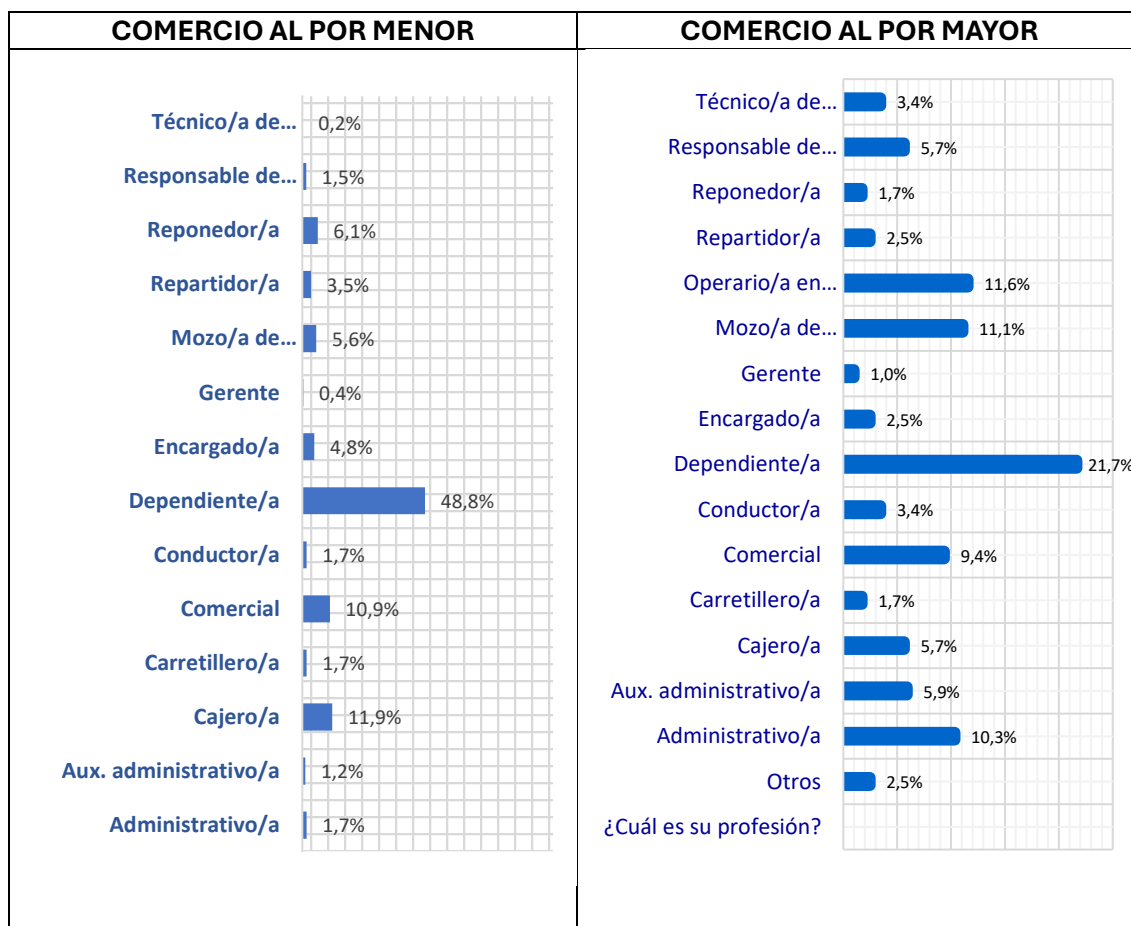 COMERCIO AL POR MENOR
Técnico/a de... 0,2%
Responsable de... 1,5%
Reponedor/a 6,1%
Repartidor/a 3,5%
Mozo/a de... 5,6%
Gerente 0,4%
Encargado/a 4,8%
Dependiente/a 48,8%
Conductor/a 1,7%
Comercial 10,9%
Carretillero/a 1,7%
Cajero/a 11,9%
Aux. administrativo/a 1,2%
Administrativo/a 1,7%
COMERCIO AL POR MAYOR
Técnico/a de... 3,4%
Responsable de... 5,7%
Reponedor/a 1,7%
Repartidor/a 2,5%
Operario/a en... 11,6%
Mozo/a de... 11,1%
Gerente 1,0%
Encargado/a 2,5%
Dependiente/a 21,7%
Conductor/a 3,4%
Comercial 9,4%
Carretillero/a 1,7%
Cajero/a 5,7%
Aux. administrativo/a 5,9%
Administrativo/a 10,3%
Otros 2,5%
¿Cuál es su profesión?